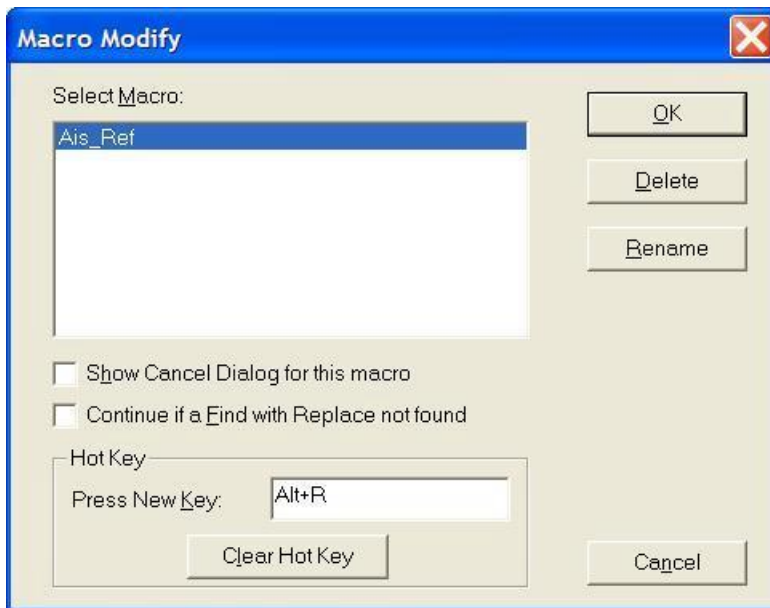 Macro Modify
Select Macro:
OK
Ais_Ref
Delete
Rename
Show Cancel Dialog for this macro
Continue if a Find with Replace not found
Hot Key
Press New Key: Alt+R
Clear Hot Key
Cancel